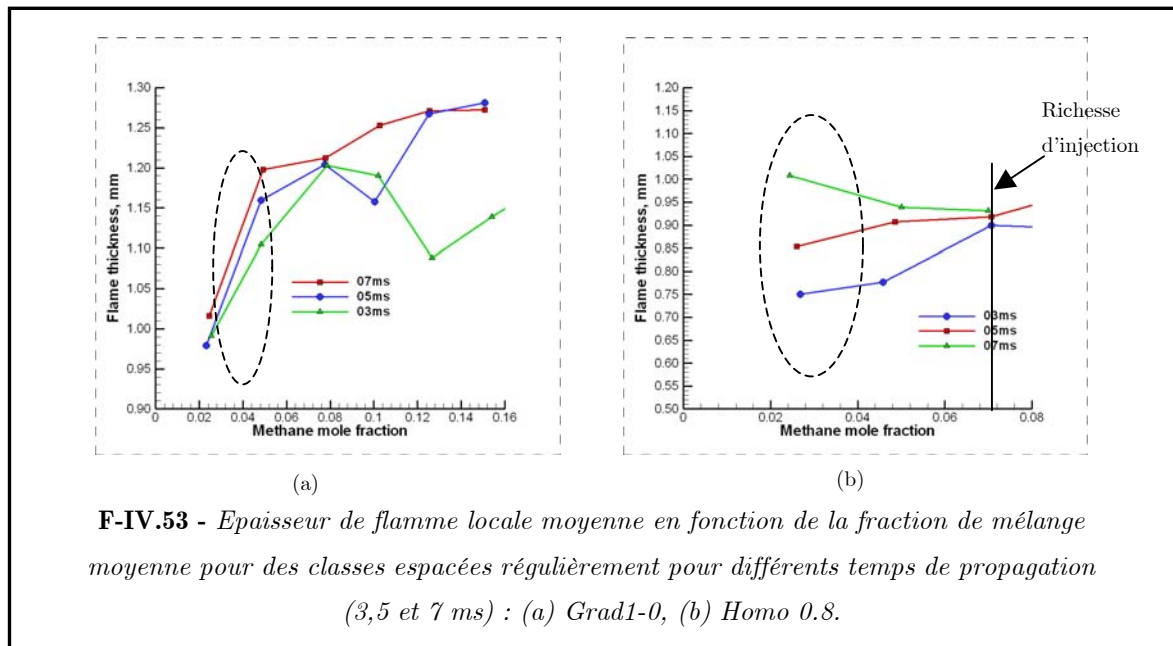 1.30
1.25
1.20
1.15
1.10
1.05
1.00
0.95
0.90
Flame thickness, mm
07ms
05ms
03ms
0 0.02 0.04 0.06 0.08 0.1 0.12 0.14 0.16
Methane mole fraction
(a)
1.20
1.15
1.10
1.05
1.00
0.95
0.90
0.85
0.80
0.75
0.70
0.65
0.60
0.55
0.50
Flame thickness, mm
Richesse
d'injection
03ms
05ms
07ms
0 0.02 0.04 0.06 0.08
Methane mole fraction
(b)
F-IV.53 - Epaisseur de flamme locale moyenne en fonction de la fraction de mélange
moyenne pour des classes espacées régulièrement pour différents temps de propagation
(3,5 et 7 ms) : (a) Grad1-0, (b) Homo 0.8.